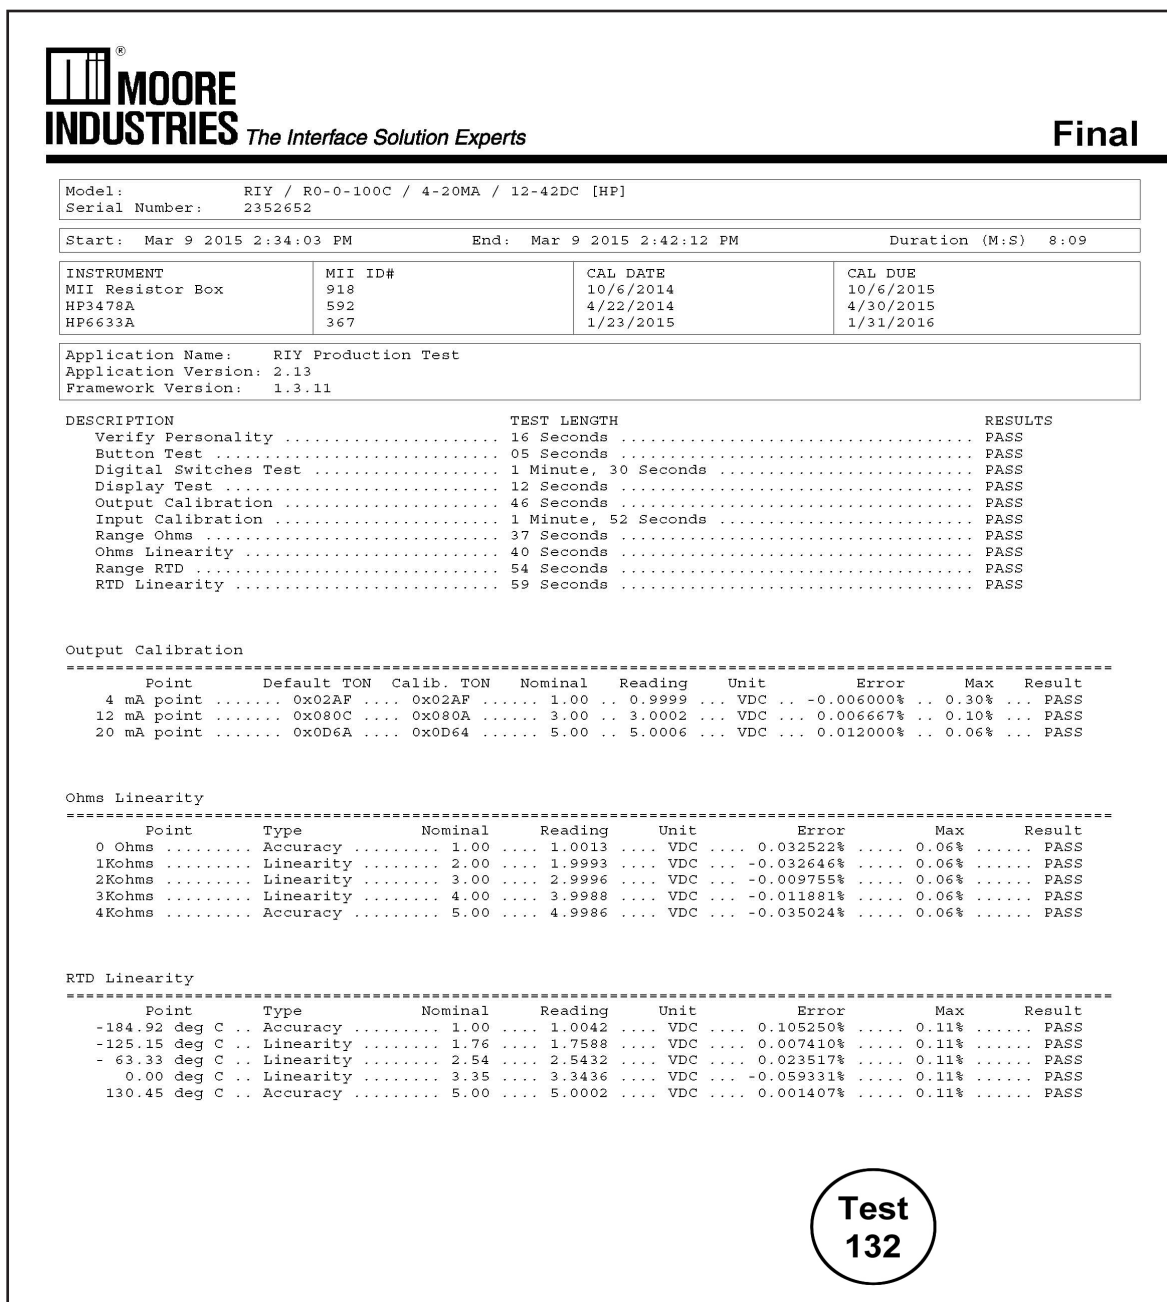 ®
MOORE
INDUSTRIES The Interface Solution Experts
Final
Model: RIY / R0-0-100C / 4-20MA / 12-42DC [HP]
Serial Number: 2352652
Start: Mar 9 2015 2:34:03 PM End: Mar 9 2015 2:42:12 PM Duration (M:S) 8:09
INSTRUMENT MII ID# CAL DATE CAL DUE
MII Resistor Box 918 10/6/2014 10/6/2015
HP3478A 592 4/22/2014 4/30/2015
HP6633A 367 1/23/2015 1/31/2016
Application Name: RIY Production Test
Application Version: 2.13
Framework Version: 1.3.11
DESCRIPTION TEST LENGTH RESULTS
Verify Personality ...................... 16 Seconds .................................... PASS
Button Test ............................. 05 Seconds .................................... PASS
Digital Switches Test ................... 1 Minute, 30 Seconds .......................... PASS
Display Test ............................ 12 Seconds .................................... PASS
Output Calibration ...................... 46 Seconds .................................... PASS
Input Calibration ....................... 1 Minute, 52 Seconds .......................... PASS
Range Ohms .............................. 37 Seconds .................................... PASS
Ohms Linearity .......................... 40 Seconds .................................... PASS
Range RTD ............................... 54 Seconds .................................... PASS
RTD Linearity ........................... 59 Seconds .................................... PASS
Output Calibration
Point Default TON Calib. TON Nominal Reading Unit Error Max Result
4 mA point ....... 0x02AF .... 0x02AF ...... 1.00 .. 0.9999 ... VDC .. -0.006000% .. 0.30% ... PASS
12 mA point ....... 0x080C .... 0x080A ...... 3.00 .. 3.0002 ... VDC ... 0.006667% .. 0.10% ... PASS
20 mA point ....... 0x0D6A .... 0x0D64 ...... 5.00 .. 5.0006 ... VDC ... 0.012000% .. 0.06% ... PASS
Ohms Linearity
Point Type Nominal Reading Unit Error Max Result
0 Ohms ......... Accuracy ......... 1.00 .... 1.0013 .... VDC .... 0.032522% ..... 0.06% ...... PASS
1Kohms ......... Linearity ........ 2.00 .... 1.9993 .... VDC ... -0.032646% ..... 0.06% ...... PASS
2Kohms ......... Linearity ........ 3.00 .... 2.9996 .... VDC ... -0.009755% ..... 0.06% ...... PASS
3Kohms ......... Linearity ........ 4.00 .... 3.9988 .... VDC ... -0.011881% ..... 0.06% ...... PASS
4Kohms ......... Accuracy ......... 5.00 .... 4.9986 .... VDC ... -0.035024% ..... 0.06% ...... PASS
RTD Linearity
Point Type Nominal Reading Unit Error Max Result
-184.92 deg C .. Accuracy ......... 1.00 .... 1.0042 .... VDC .... 0.105250% ..... 0.11% ...... PASS
-125.15 deg C .. Linearity ........ 1.76 .... 1.7588 .... VDC .... 0.007410% ..... 0.11% ...... PASS
- 63.33 deg C .. Linearity ........ 2.54 .... 2.5432 .... VDC .... 0.023517% ..... 0.11% ...... PASS
0.00 deg C .. Linearity ........ 3.35 .... 3.3436 .... VDC ... -0.059331% ..... 0.11% ...... PASS
130.45 deg C .. Accuracy ......... 5.00 .... 5.0002 .... VDC .... 0.001407% ..... 0.11% ...... PASS
Test
132